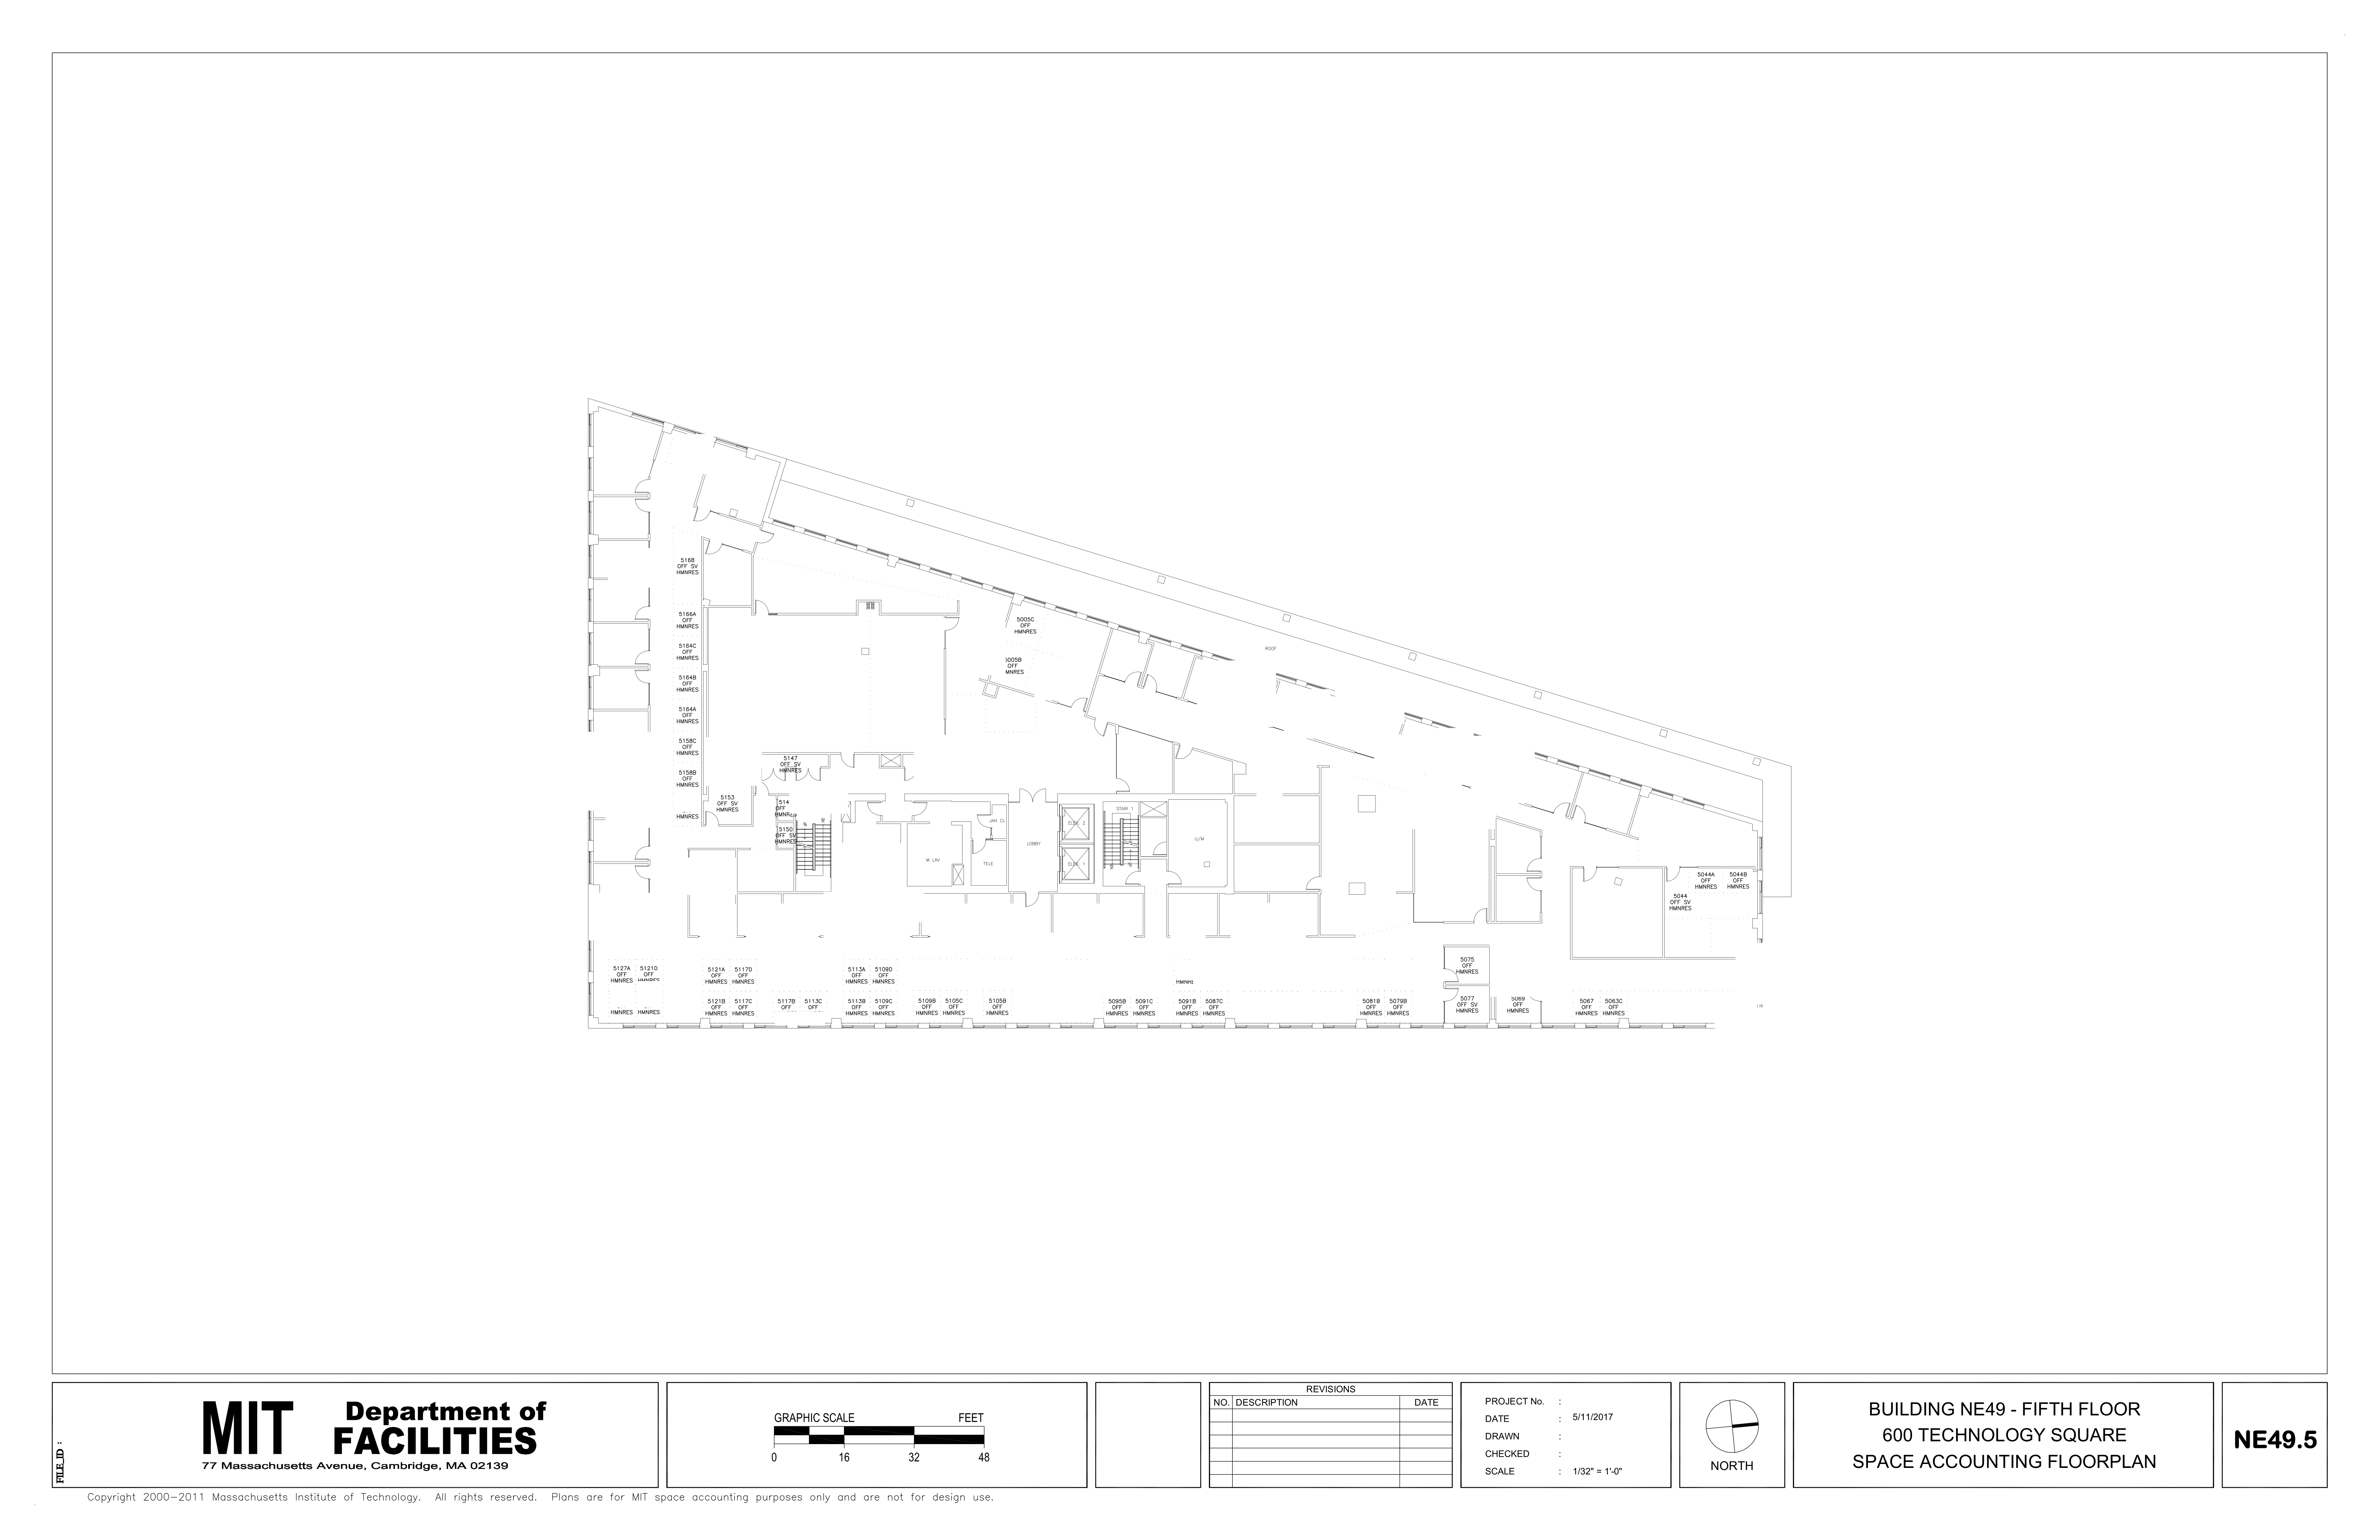 5168
OFF SV
HMNRES
5166A
OFF
HMNRES
5164C
OFF
HMNRES
5164B
OFF
HMNRES
5164A
OFF
HMNRES
5158C
OFF
HMNRES
5158B
OFF
HMNRES
HMNRES
5005C
OFF
HMNRES
OFF
ROOF
5147
OFF SV
HMNRES
5153
OFF SV
HMNRES
OFF
5150
OFF SV
HMNRES
JAN CL
M LAV
TELE
LOBBY
ELEV. 2
ELEV. 1
STAIR 1
U/M
5044A
OFF
HMNRES
5044B
OFF
HMNRES
5044
OFF SV
HMNRES
5127A
OFF
HMNRES
5121D
OFF
HMNRES
5121A
OFF
HMNRES
5117D
OFF
HMNRES
5113A
OFF
HMNRES
5109D
OFF
HMNRES
5075
OFF
HMNRES
HMNRES
HMNRES
5121B
OFF
HMNRES
5117C
OFF
HMNRES
5117B
OFF
5113C
OFF
5113B
OFF
HMNRES
5109C
OFF
HMNRES
5109B
OFF
HMNRES
5105C
OFF
HMNRES
5105B
OFF
HMNRES
5095B
OFF
HMNRES
5091C
OFF
HMNRES
5091B
OFF
HMNRES
5087C
OFF
HMNRES
5081B
OFF
HMNRES
5079B
OFF
HMNRES
5077
OFF SV
HMNRES
5069
OFF
HMNRES
5067
OFF
HMNRES
5063C
OFF
HMNRES
FILE_ID :
MIT
Department of
FACILITIES
77 Massachusetts Avenue, Cambridge, MA 02139
GRAPHIC SCALE FEET
0 16 32 48
REVISIONS
NO. DESCRIPTION DATE
PROJECT No. :
DATE : 5/11/2017
DRAWN :
CHECKED :
SCALE : 1/32" = 1'-0"
NORTH
BUILDING NE49 - FIFTH FLOOR
600 TECHNOLOGY SQUARE
SPACE ACCOUNTING FLOORPLAN
NE49.5
Copyright 2000-2011 Massachusetts Institute of Technology. All rights reserved. Plans are for MIT space accounting purposes only and are not for design use.